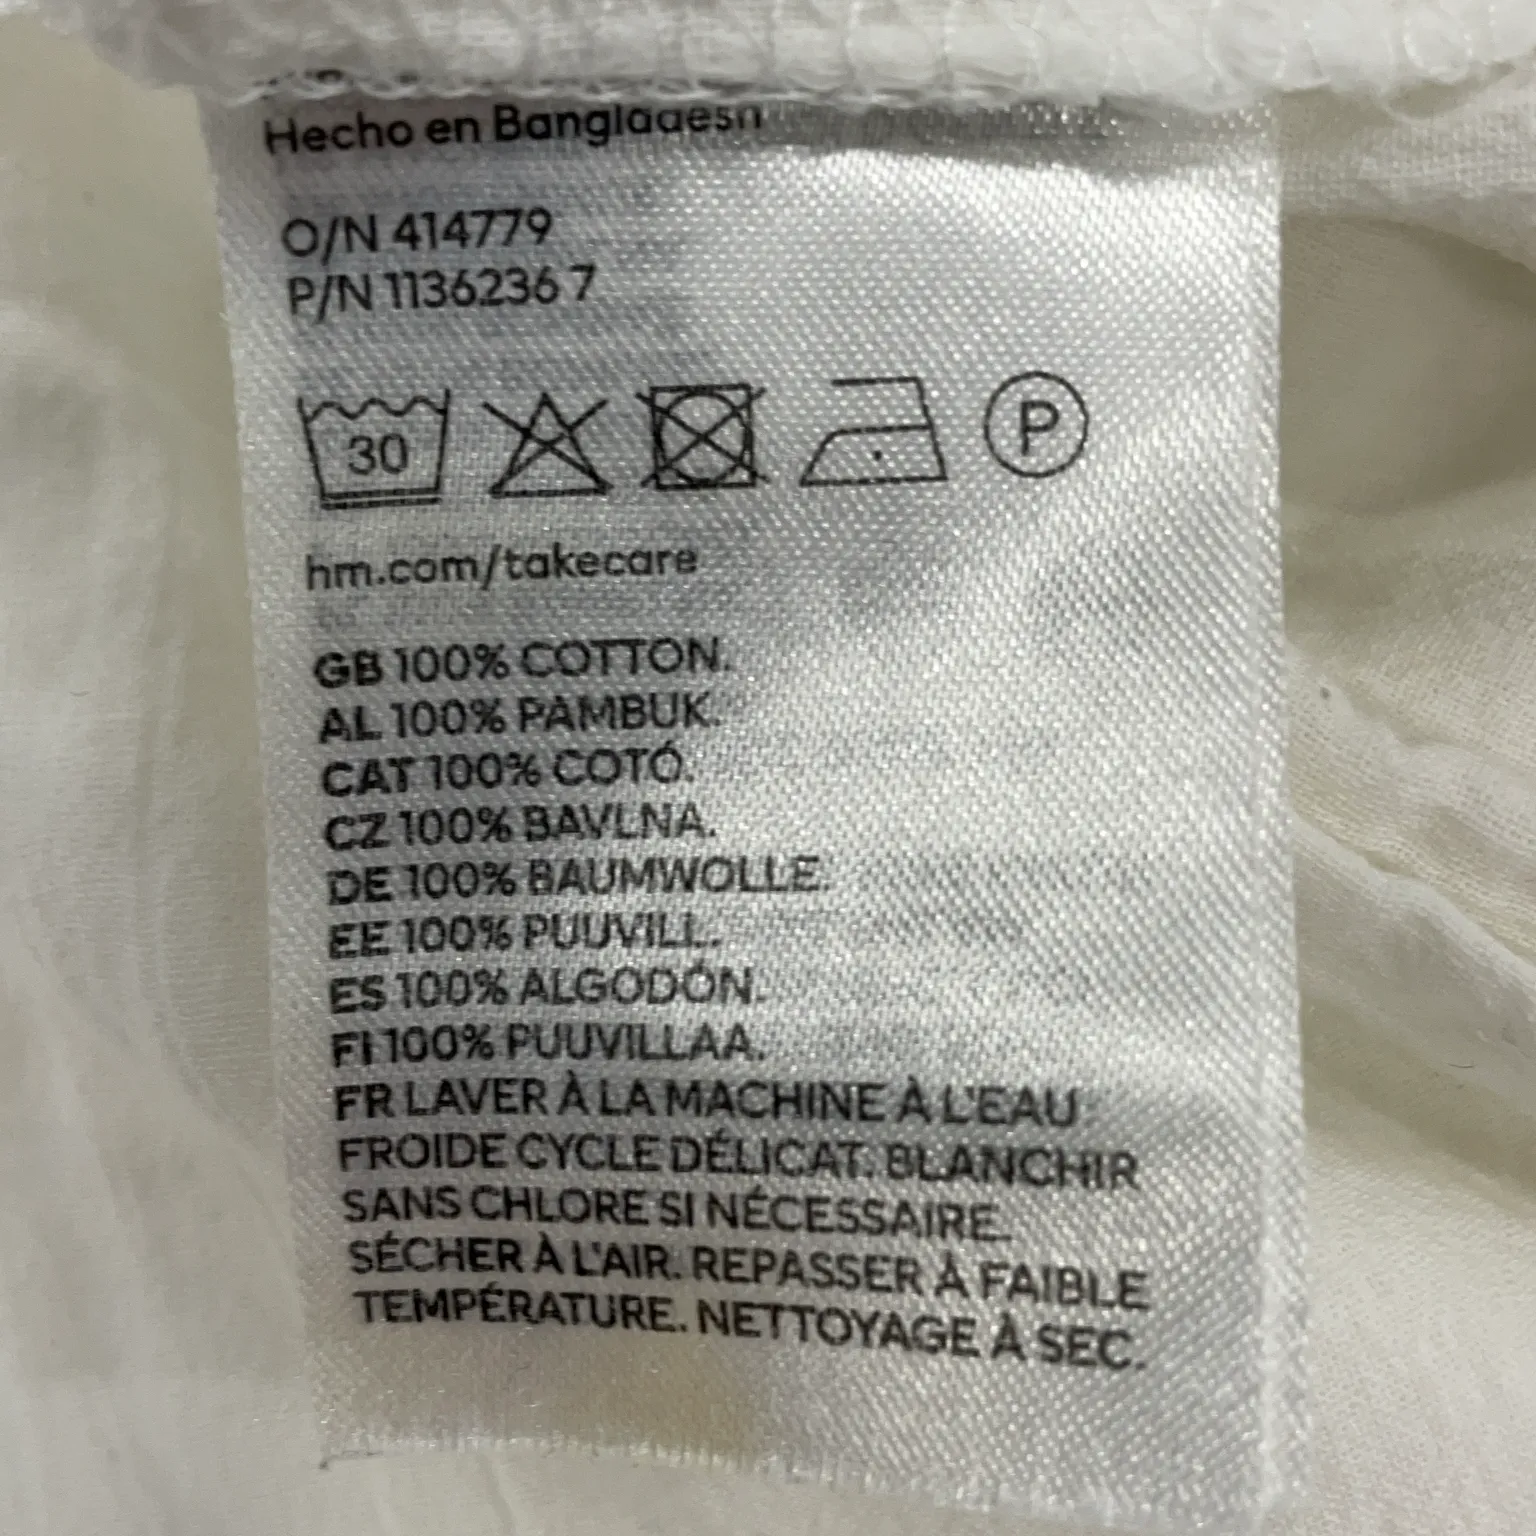 Hecho en Bangladesh
O/N 414779
P/N 1136236 7
30
P
hm.com/takecare
GB 100% COTTON.
AL 100% PAMBUK.
CAT 100% COTÓ.
CZ 100% BAVLNA.
DE 100% BAUMWOLLE.
EE 100% PUUVILL.
ES 100% ALGODÓN.
FI 100% PUUVILLAA.
FR LAVER À LA MACHINE À L'EAU
FROIDE CYCLE DÉLICAT. BLANCHIR
SANS CHLORE SI NÉCESSAIRE.
SÉCHER À L'AIR. REPASSER À FAIBLE
TEMPÉRATURE. NETTOYAGE À SEC.